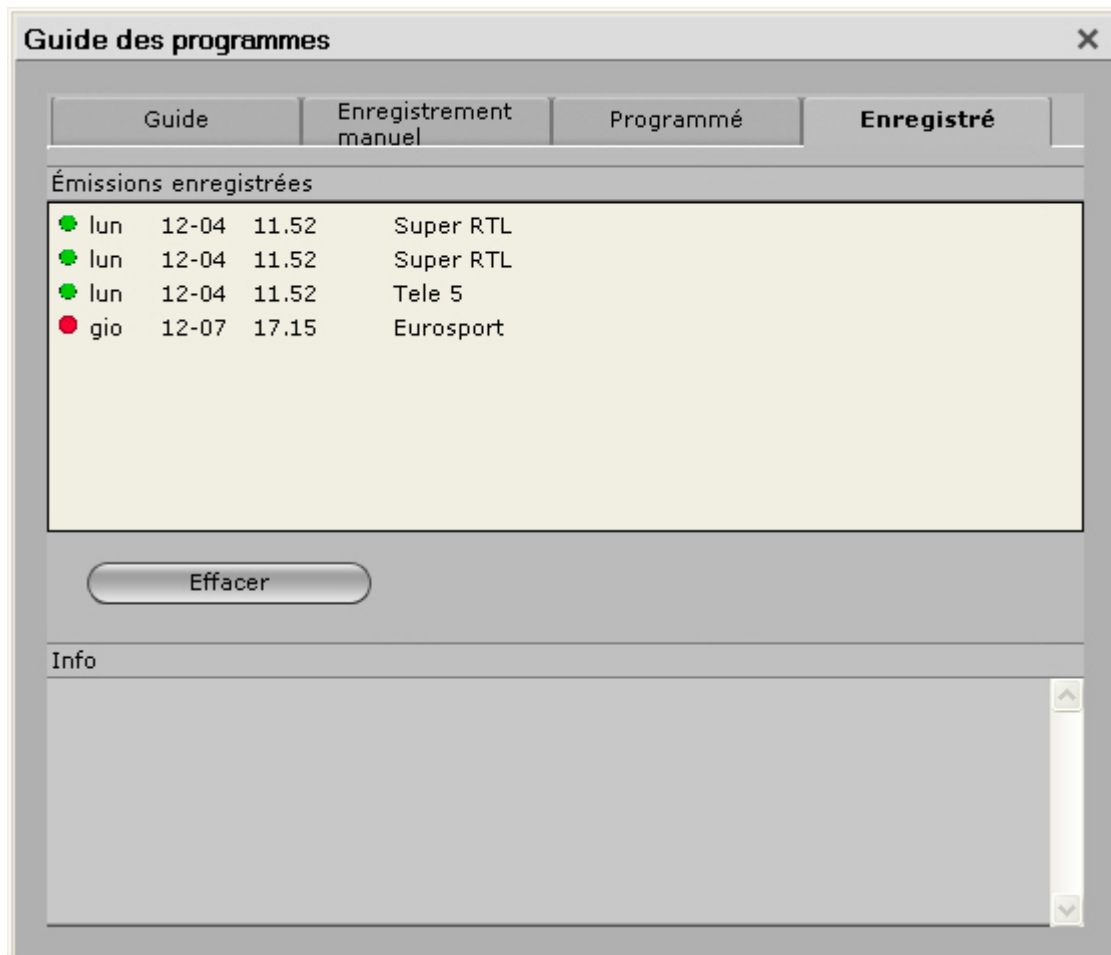 Guide des programmes
Guide
Enregistrement
manuel
Programmé
Enregistré
Émissions enregistrées
lun 12-04 11.52 Super RTL
lun 12-04 11.52 Super RTL
lun 12-04 11.52 Tele 5
gio 12-07 17.15 Eurosport
Effacer
Info